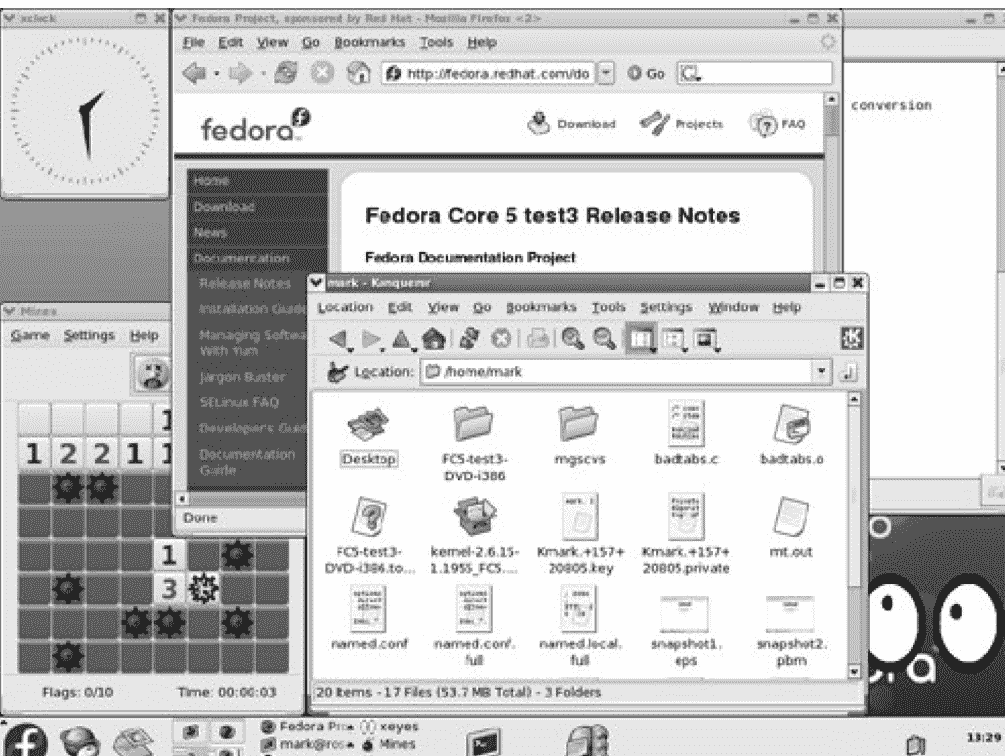 xclock
Fedora Project, sponsored by Red Hat - Mozilla Firefox <2>
File Edit View Go Bookmarks Tools Help
http://fedora.redhat.com/do
Go
conversion
fedora
Download
Projects
FAQ
Home
Download
News
Documentation
Release Notes
Installation Guide
Managing Softwa
With Yum
Jargon Buster
SELinux FAQ
Developer's Guid
Documentation
Guide
Fedora Core 5 test3 Release Notes
Fedora Documentation Project
Done
Mines
Game Settings Help
1
1 2 2 1 1
1
3
Flags: 0/10
Time: 00:00:03
mark - Konqueror
Location Edit View Go Bookmarks Tools Settings Window Help
Location: /home/mark
Desktop
FC5-test3-
DVD-i386
mgscvs
badtabs.c
badtabs.o
FC5-test3-
DVD-i386.to...
kernel-2.6.15-
1.1955_FC5....
Kmark.+157+
20805.key
Kmark.+157+
20805.private
mt.out
named.conf
named.conf.
full
named.local.
full
snapshot1.
eps
snapshot2.
pbm
20 Items - 17 Files (53.7 MB Total) - 3 Folders
Fedora Pro
xeyes
mark@ros
Mines
13:29